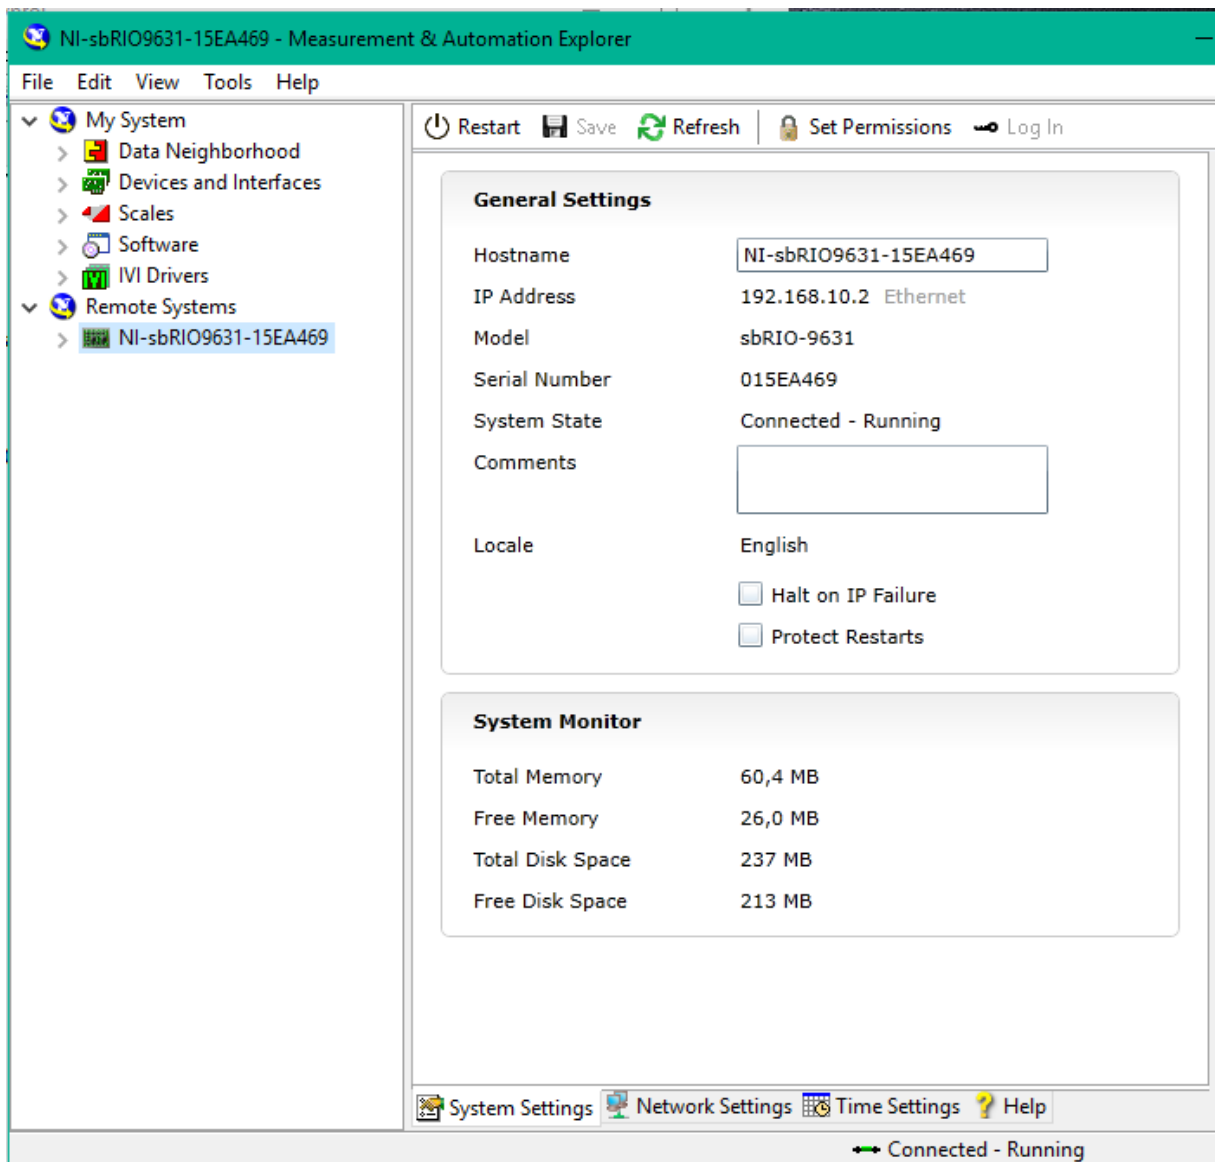 NI-sbRIO9631-15EA469 - Measurement & Automation Explorer
File Edit View Tools Help
My System
Data Neighborhood
Devices and Interfaces
Scales
Software
IVI Drivers
Remote Systems
NI-sbRIO9631-15EA469
Restart Save Refresh Set Permissions Log In
General Settings
Hostname NI-sbRIO9631-15EA469
IP Address 192.168.10.2 Ethernet
Model sbRIO-9631
Serial Number 015EA469
System State Connected - Running
Comments
Locale English
Halt on IP Failure
Protect Restarts
System Monitor
Total Memory 60,4 MB
Free Memory 26,0 MB
Total Disk Space 237 MB
Free Disk Space 213 MB
System Settings Network Settings Time Settings Help
Connected - Running